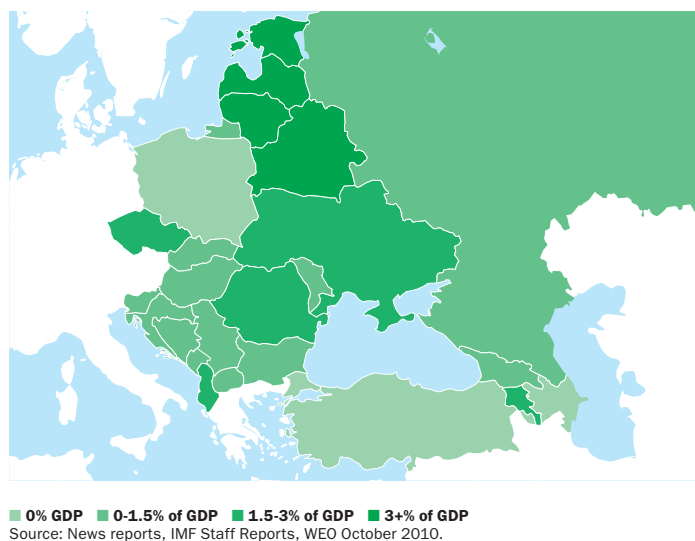 0% GDP 0-1.5% of GDP 1.5-3% of GDP 3+% of GDP
Source: News reports, IMF Staff Reports, WEO October 2010.